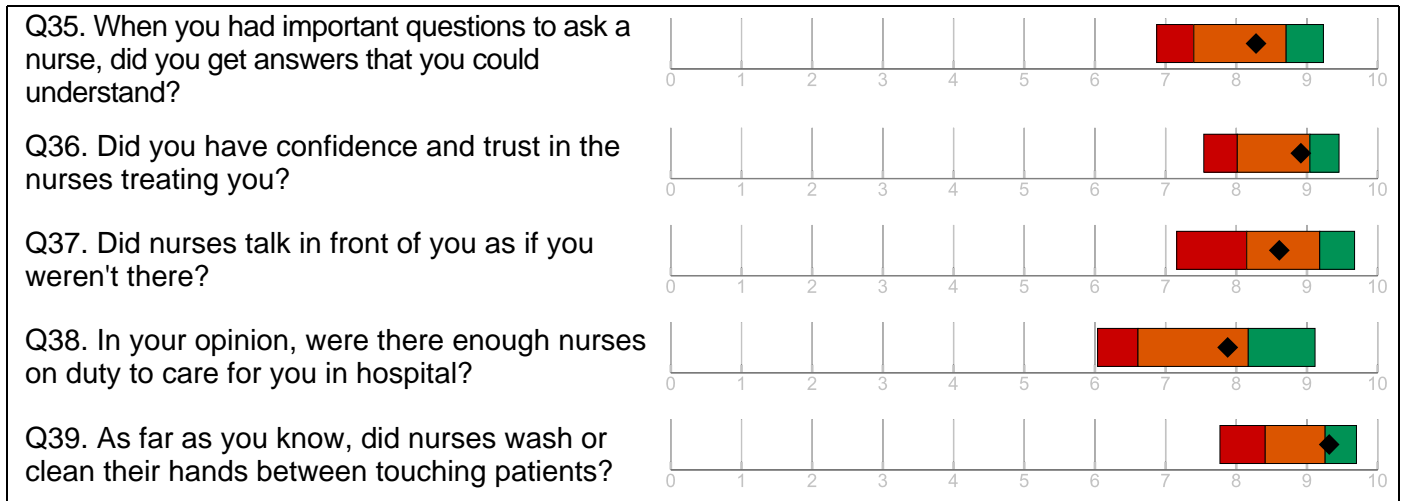 Q35. When you had important questions to ask a
nurse, did you get answers that you could
understand?
0 1 2 3 4 5 6 7 8 9 10
Q36. Did you have confidence and trust in the
nurses treating you?
0 1 2 3 4 5 6 7 8 9 10
Q37. Did nurses talk in front of you as if you
weren't there?
0 1 2 3 4 5 6 7 8 9 10
Q38. In your opinion, were there enough nurses
on duty to care for you in hospital?
0 1 2 3 4 5 6 7 8 9 10
Q39. As far as you know, did nurses wash or
clean their hands between touching patients?
0 1 2 3 4 5 6 7 8 9 10